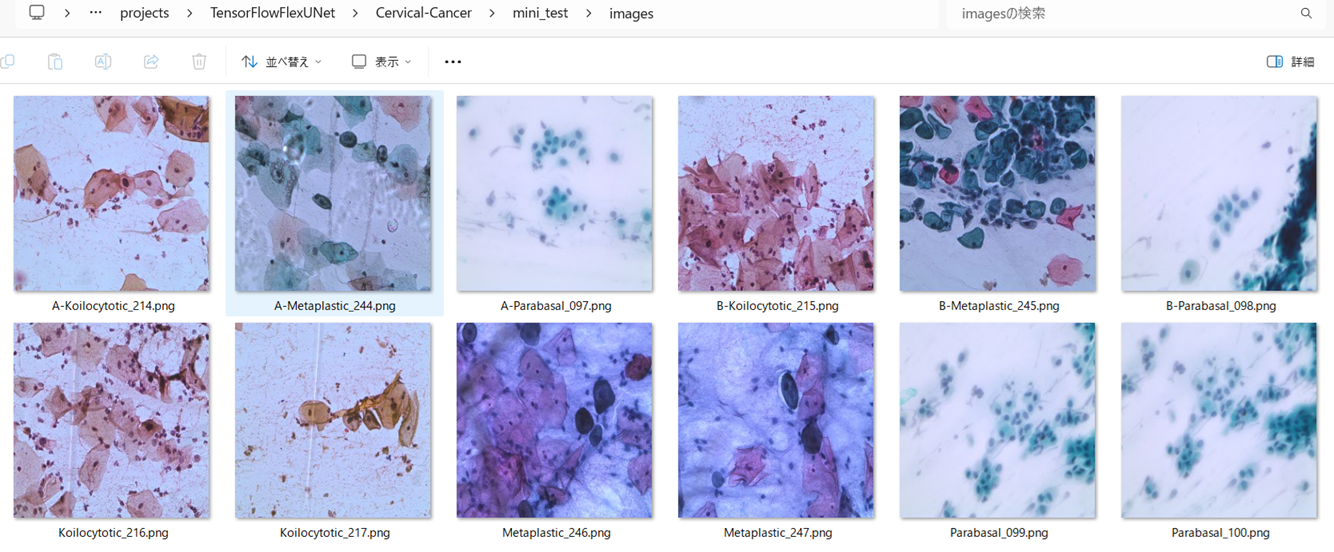 … projects TensorFlowFlexUNet Cervical-Cancer mini_test images imagesの検索
並べ替え 表示 … 詳細
A-Koilocytotic_214.png A-Metaplastic_244.png A-Parabasal_097.png B-Koilocytotic_215.png B-Metaplastic_245.png B-Parabasal_098.png
Koilocytotic_216.png Koilocytotic_217.png Metaplastic_246.png Metaplastic_247.png Parabasal_099.png Parabasal_100.png